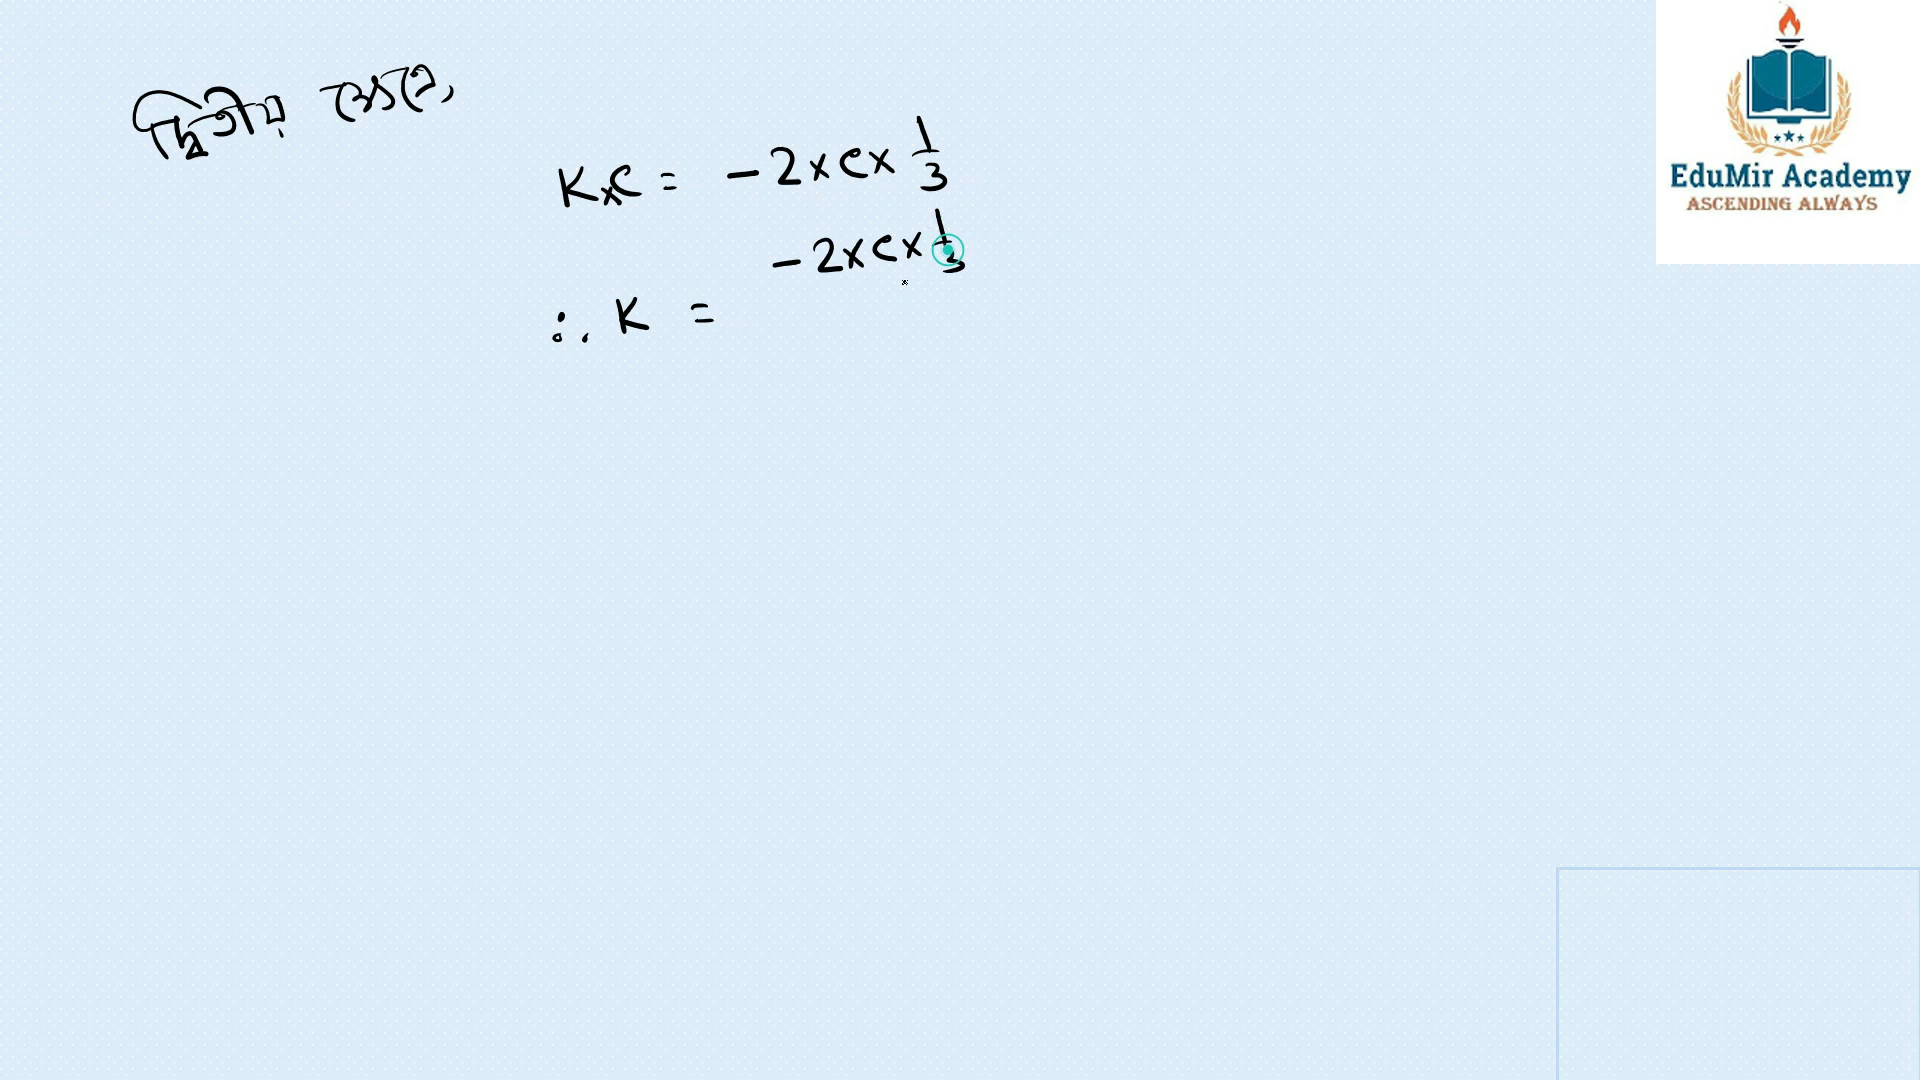 দ্বিতীয় ক্ষেত্রে,
K×C = -2×C×1/3
-2×C×1/3
∴ K =
EduMir Academy
ASCENDING ALWAYS